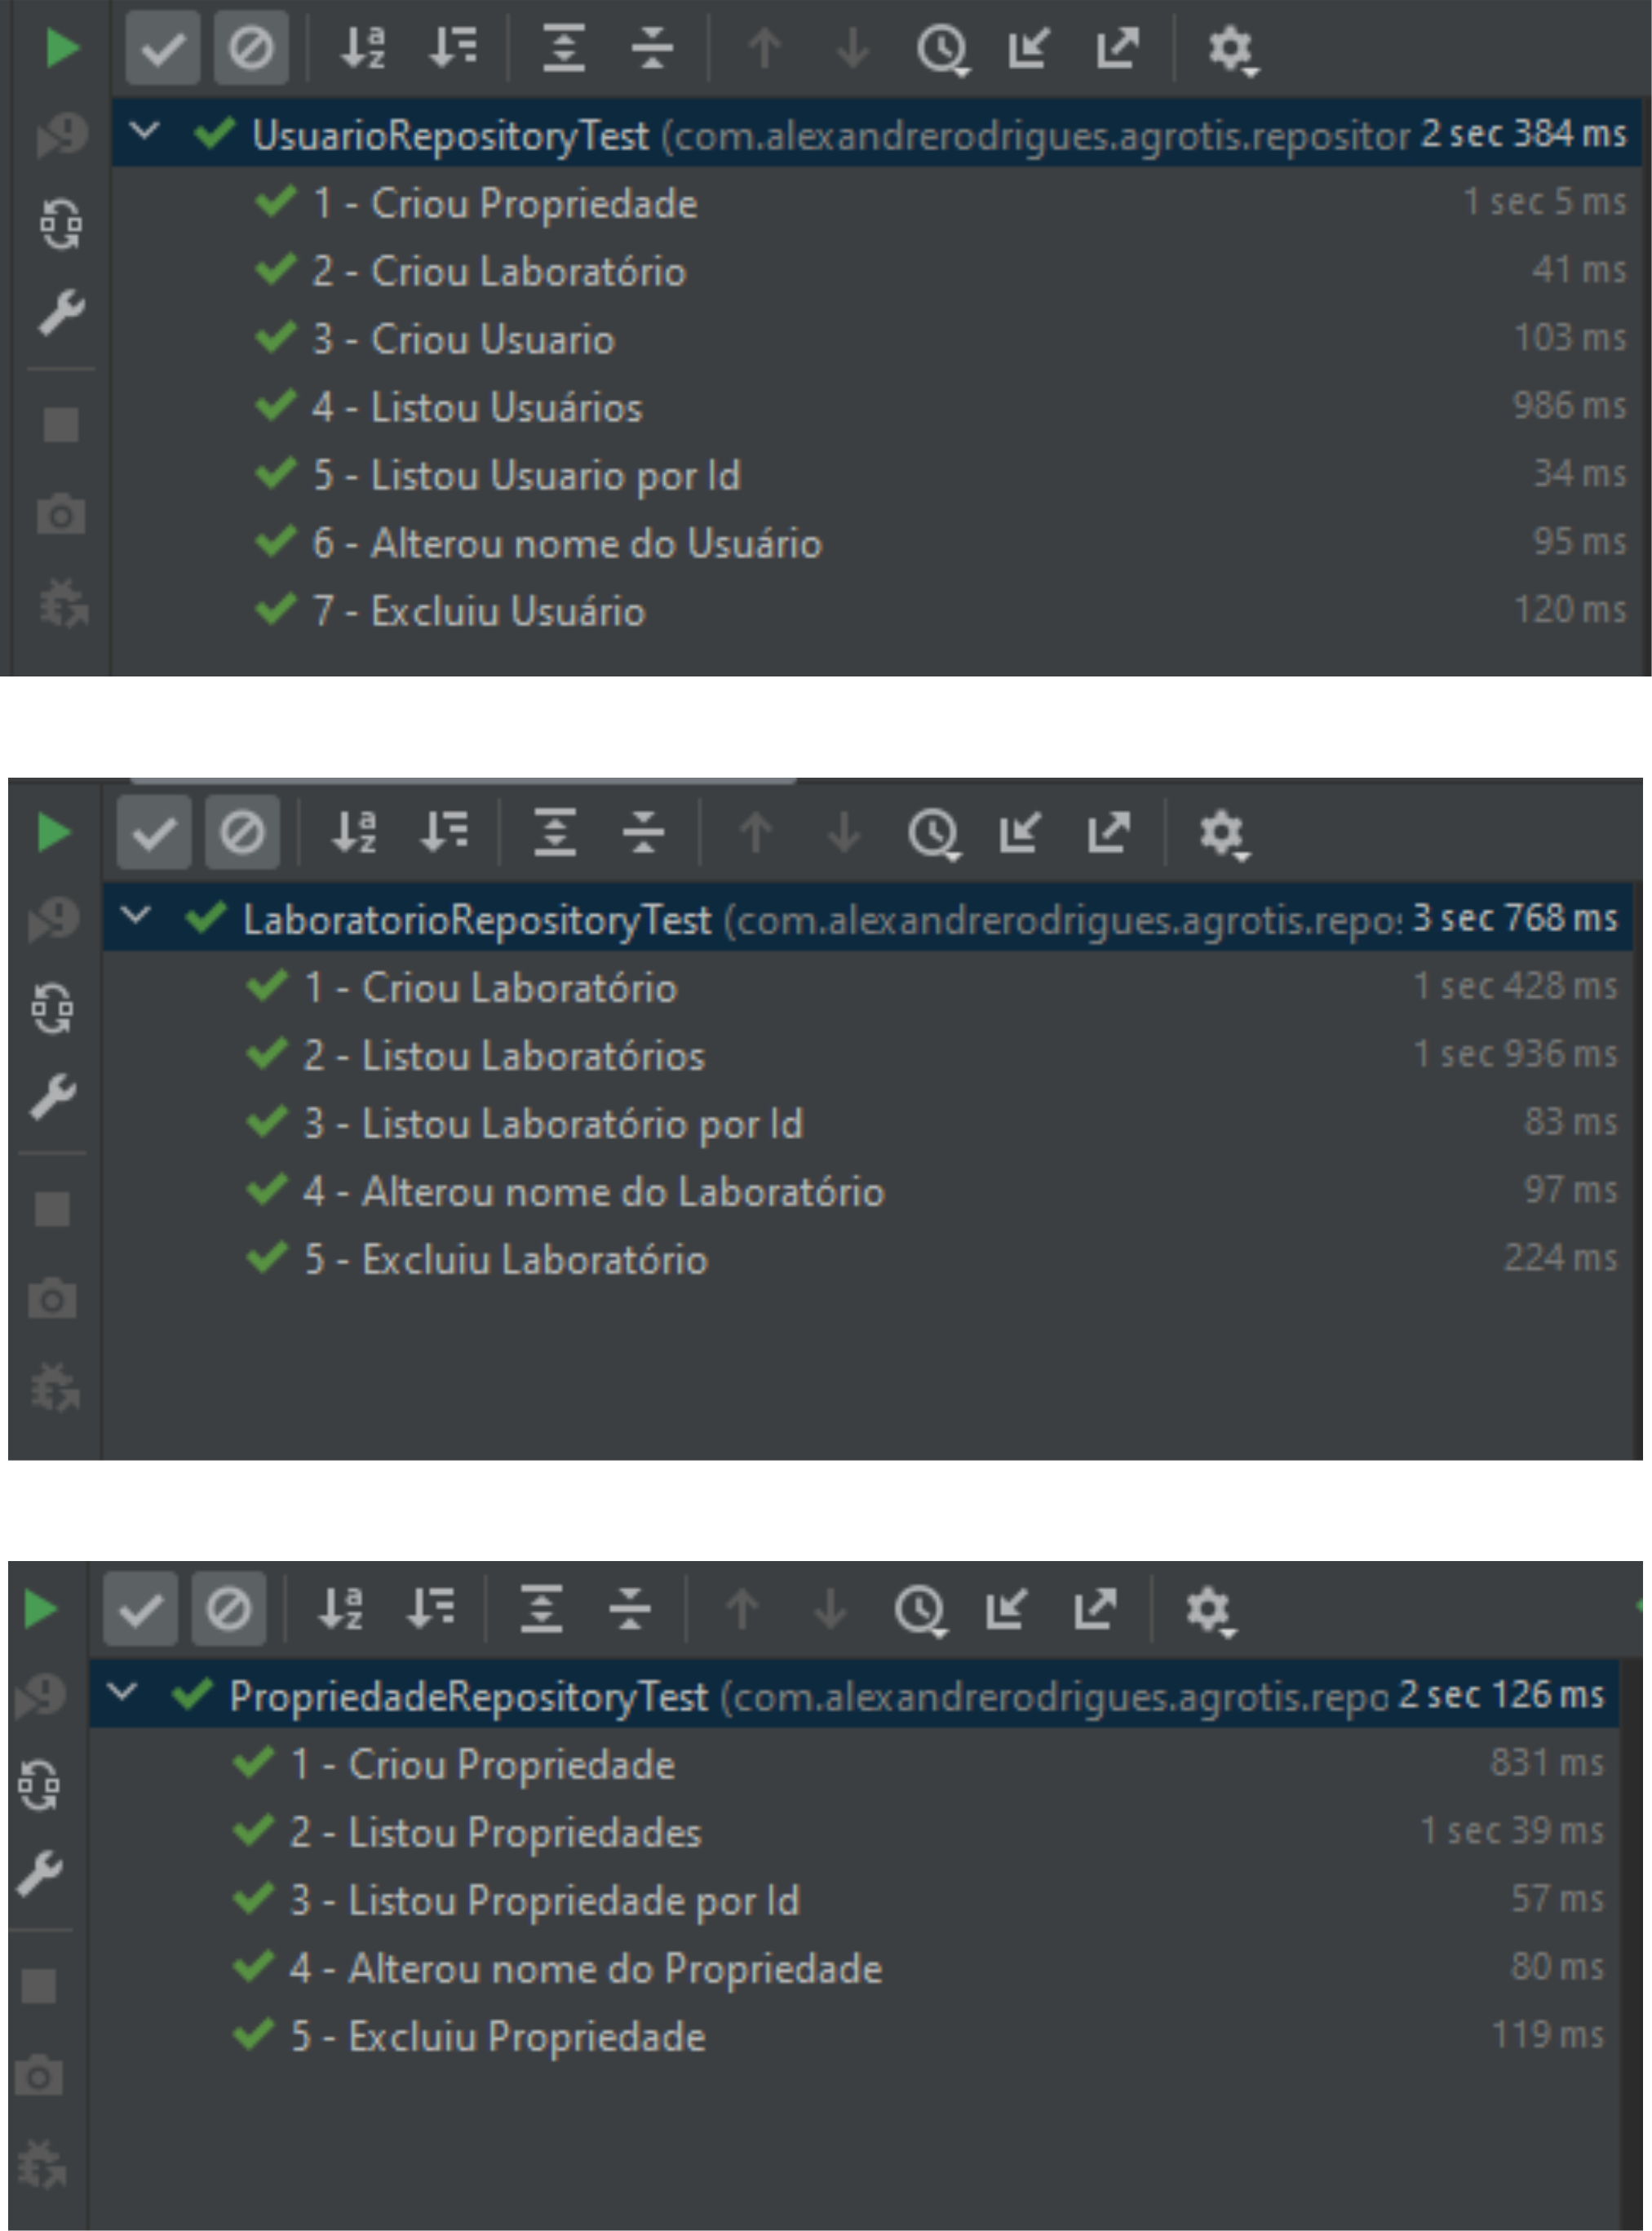 UsuarioRepositoryTest (com.alexandrerodrigues.agrotis.repositor 2 sec 384 ms
1 - Criou Propriedade 1 sec 5 ms
2 - Criou Laboratório 41 ms
3 - Criou Usuario 103 ms
4 - Listou Usuários 986 ms
5 - Listou Usuario por Id 34 ms
6 - Alterou nome do Usuário 95 ms
7 - Excluiu Usuário 120 ms
LaboratorioRepositoryTest (com.alexandrerodrigues.agrotis.repos 3 sec 768 ms
1 - Criou Laboratório 1 sec 428 ms
2 - Listou Laboratórios 1 sec 936 ms
3 - Listou Laboratório por Id 83 ms
4 - Alterou nome do Laboratório 97 ms
5 - Excluiu Laboratório 224 ms
PropriedadeRepositoryTest (com.alexandrerodrigues.agrotis.repo 2 sec 126 ms
1 - Criou Propriedade 831 ms
2 - Listou Propriedades 1 sec 39 ms
3 - Listou Propriedade por Id 57 ms
4 - Alterou nome do Propriedade 80 ms
5 - Excluiu Propriedade 119 ms